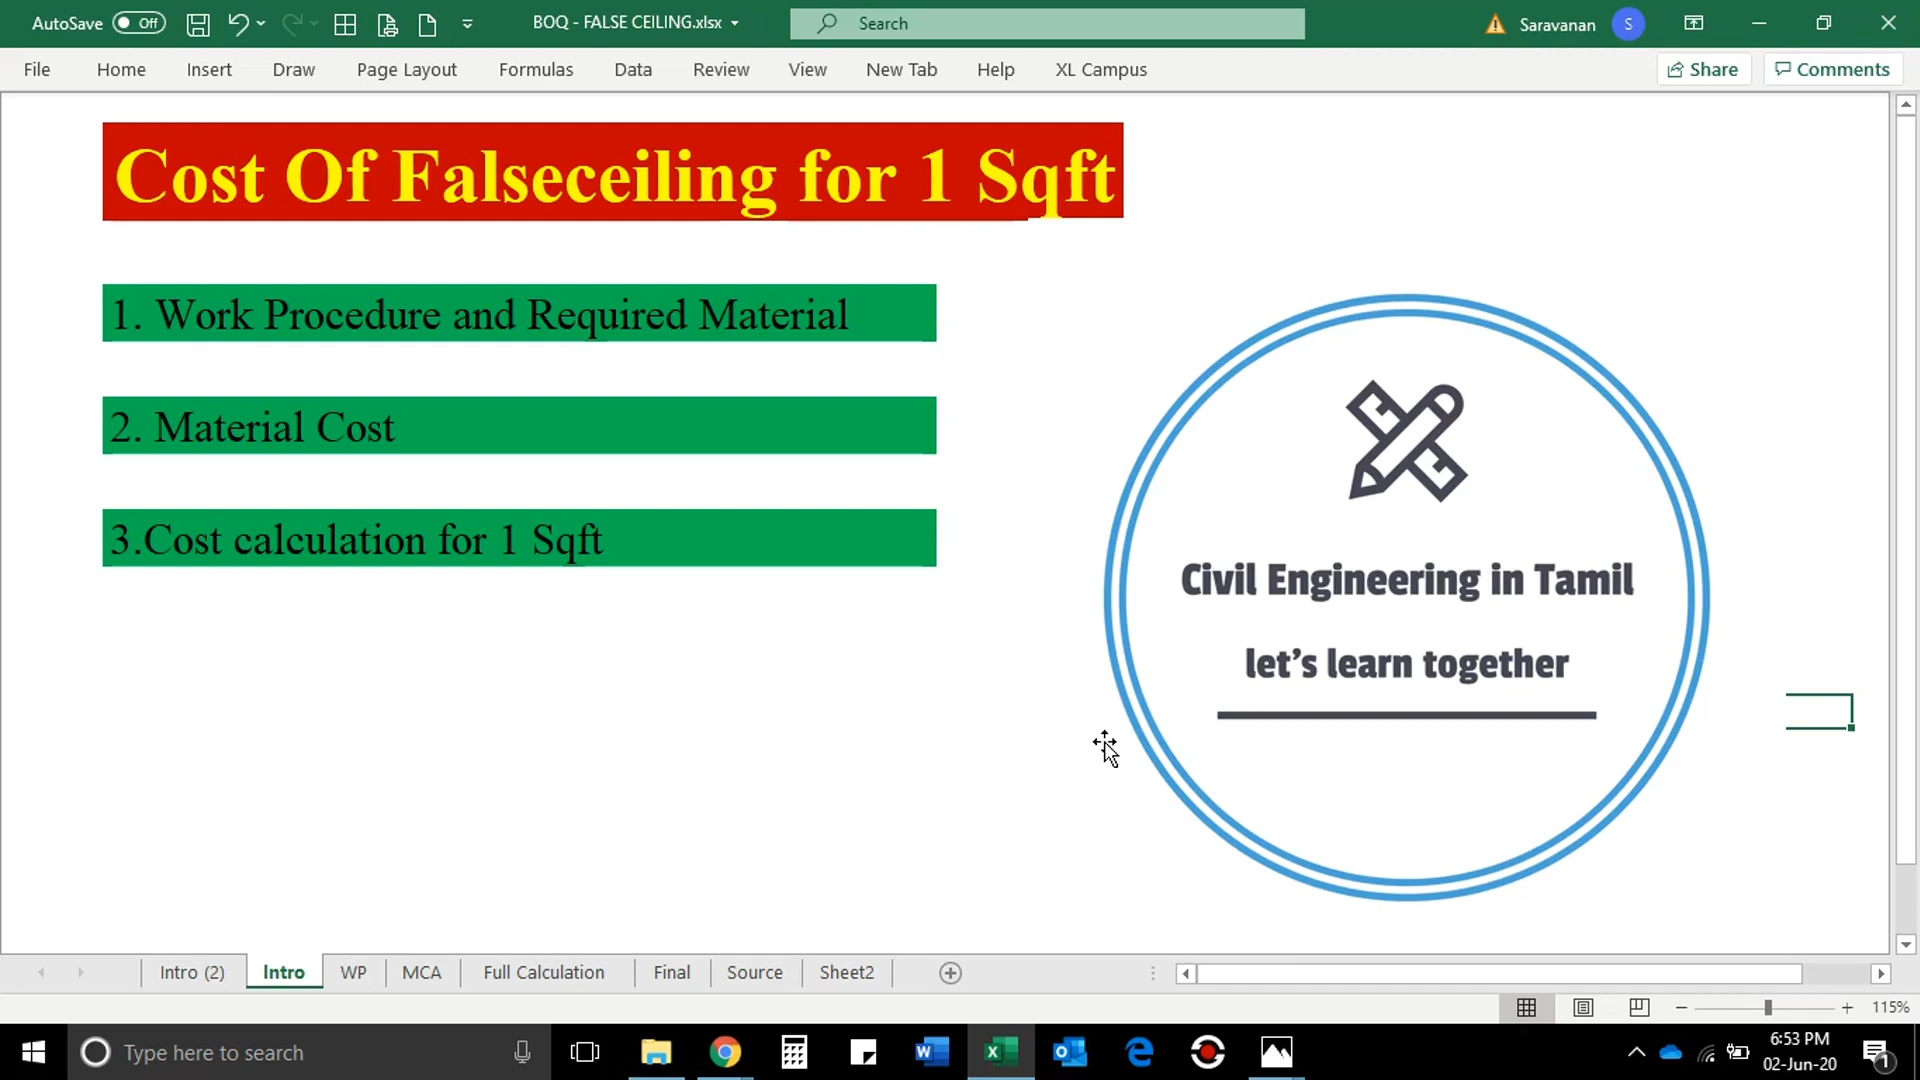 AutoSave Off BOQ - FALSE CEILING.xlsx Search Saravanan S
File Home Insert Draw Page Layout Formulas Data Review View New Tab Help XL Campus Share Comments
Cost Of Falseceiling for 1 Sqft
1. Work Procedure and Required Material
2. Material Cost
3.Cost calculation for 1 Sqft
Civil Engineering in Tamil
let's learn together
Intro (2) Intro WP MCA Full Calculation Final Source Sheet2
115%
Type here to search
6:53 PM
02-Jun-20
1